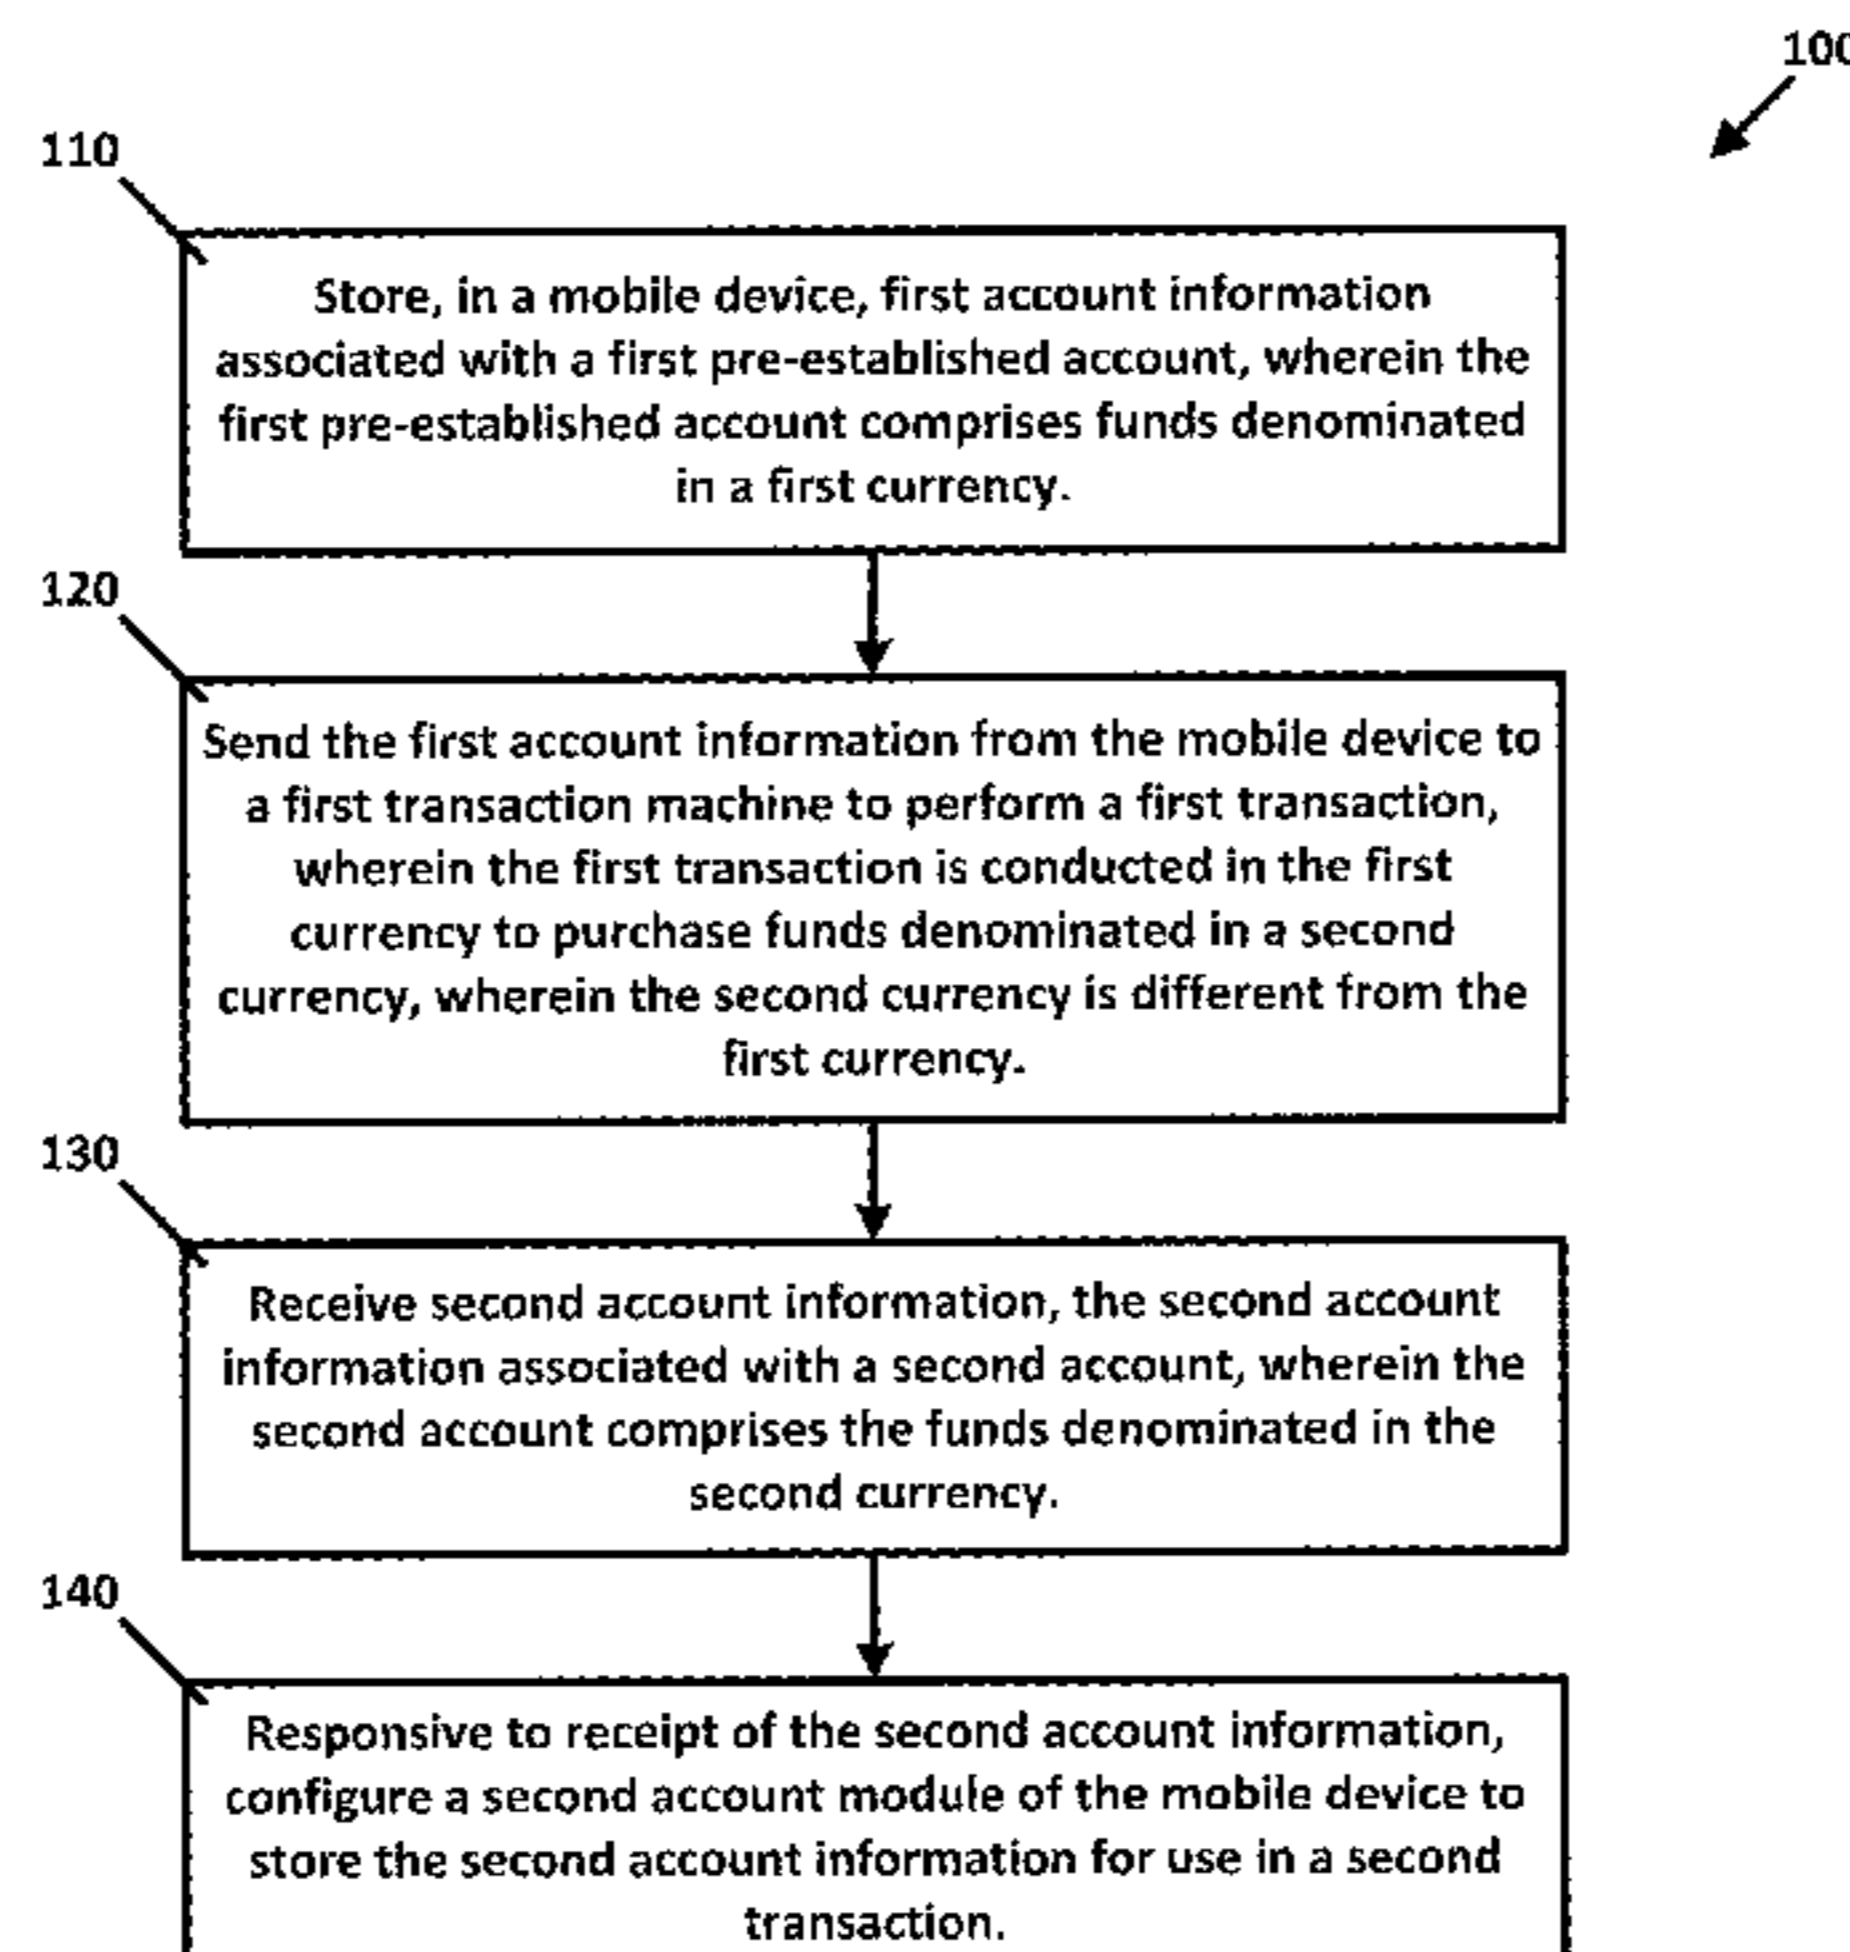 100
110
Store, in a mobile device, first account information
associated with a first pre-established account, wherein the
first pre-established account comprises funds denominated
in a first currency.
120
Send the first account information from the mobile device to
a first transaction machine to perform a first transaction,
wherein the first transaction is conducted in the first
currency to purchase funds denominated in a second
currency, wherein the second currency is different from the
first currency.
130
Receive second account information, the second account
information associated with a second account, wherein the
second account comprises the funds denominated in the
second currency.
140
Responsive to receipt of the second account information,
configure a second account module of the mobile device to
store the second account information for use in a second
transaction.